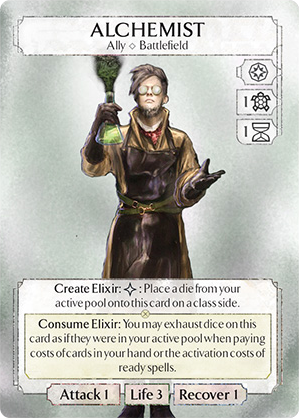 ALCHEMIST
Ally ⟐ Battlefield
1
1
Create Elixir: ⟡ : Place a die from your
active pool onto this card on a class side.
Consume Elixir: You may exhaust dice on this
card as if they were in your active pool when paying
costs of cards in your hand or the activation costs of
ready spells.
Attack 1 Life 3 Recover 1